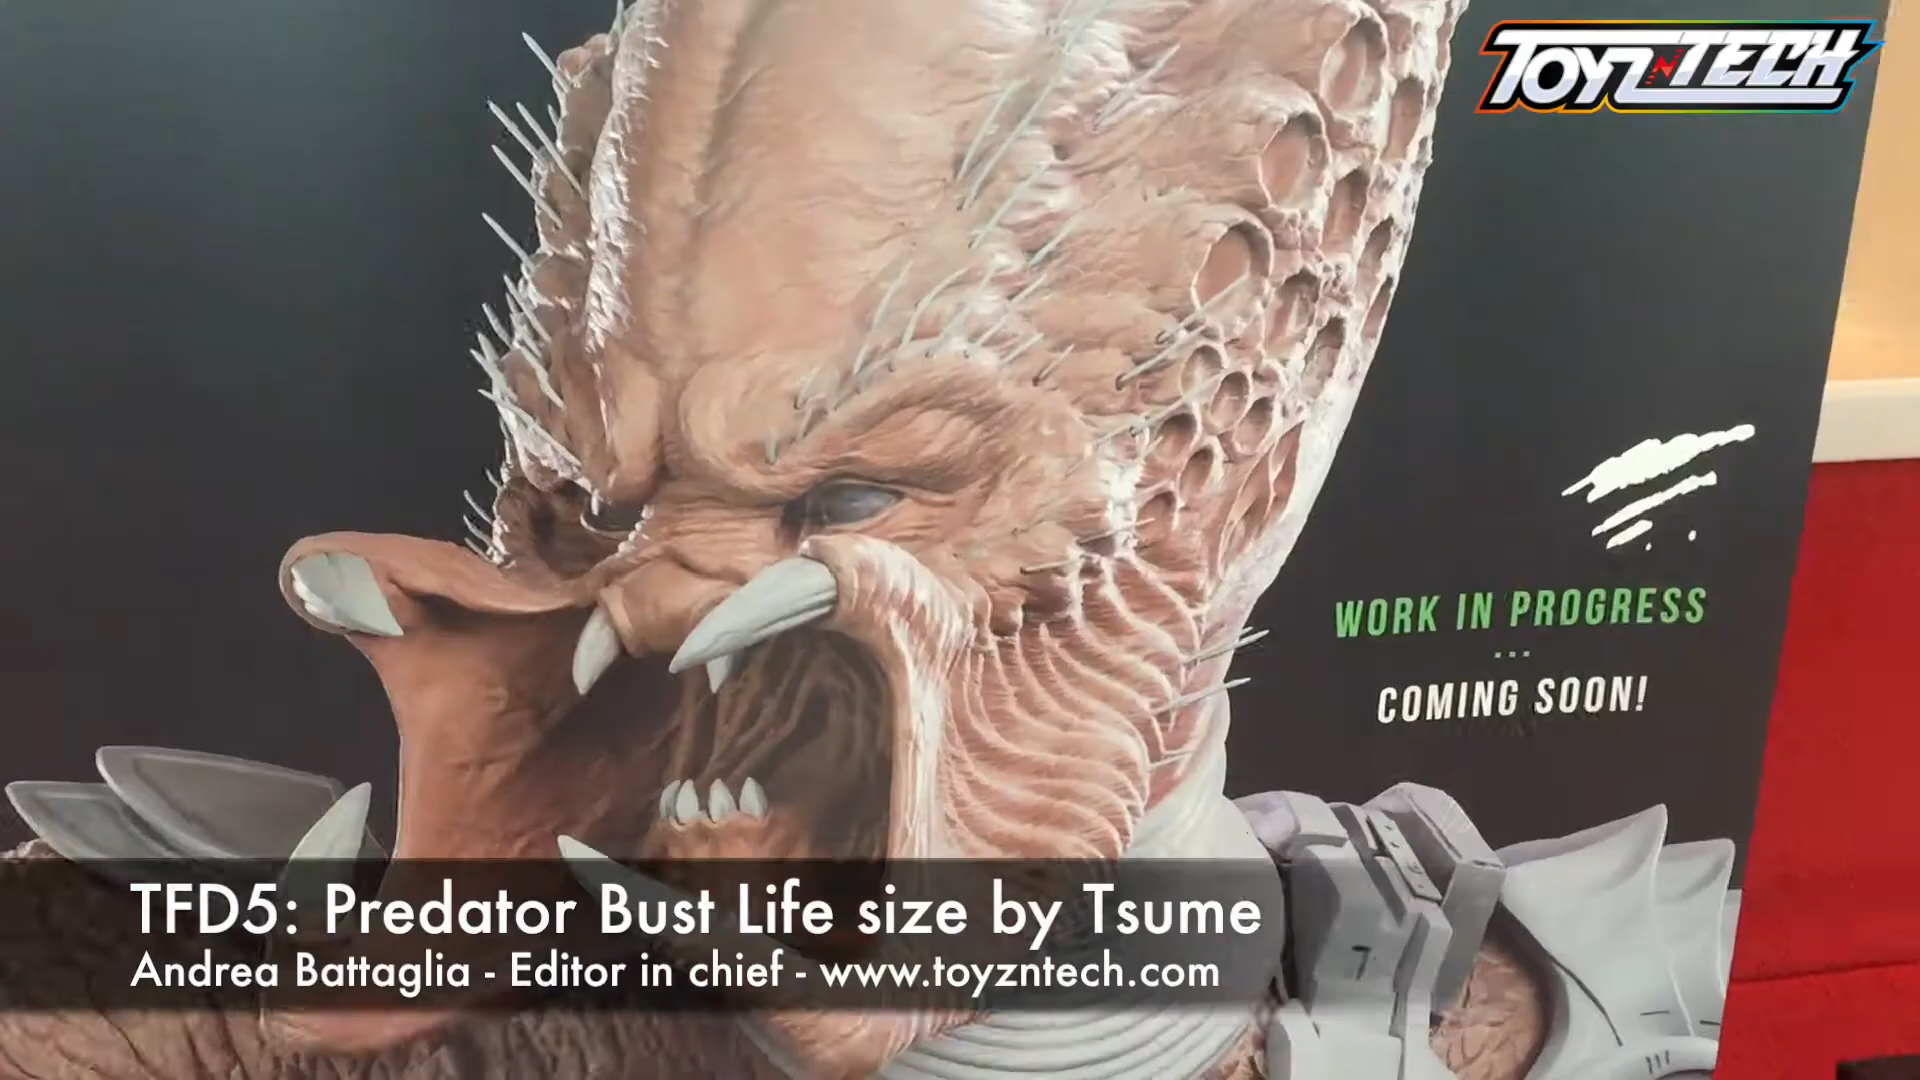 TOYZNTECH
WORK IN PROGRESS
...
COMING SOON!
7
TFD5: Predator Bust Life size by Tsume
Andrea Battaglia - Editor in chief - www.toyzntech.com